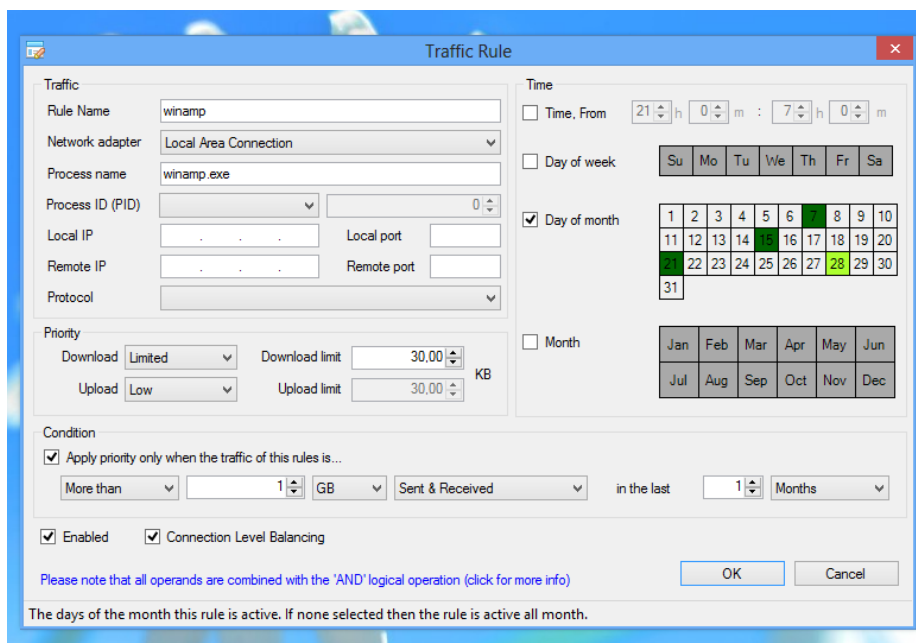 Traffic Rule
Traffic
Rule Name winamp
Network adapter Local Area Connection
Process name winamp.exe
Process ID (PID) 0
Local IP . . . Local port
Remote IP . . . Remote port
Protocol
Priority
Download Limited Download limit 30,00
KB
Upload Low Upload limit 30,00
Time
Time, From 21 h 0 m : 7 h 0 m
Day of week Su Mo Tu We Th Fr Sa
Day of month 1 2 3 4 5 6 7 8 9 10
11 12 13 14 15 16 17 18 19 20
21 22 23 24 25 26 27 28 29 30
31
Month Jan Feb Mar Apr May Jun
Jul Aug Sep Oct Nov Dec
Condition
Apply priority only when the traffic of this rules is...
More than 1 GB Sent & Received in the last 1 Months
Enabled Connection Level Balancing
Please note that all operands are combined with the 'AND' logical operation (click for more info)
OK Cancel
The days of the month this rule is active. If none selected then the rule is active all month.